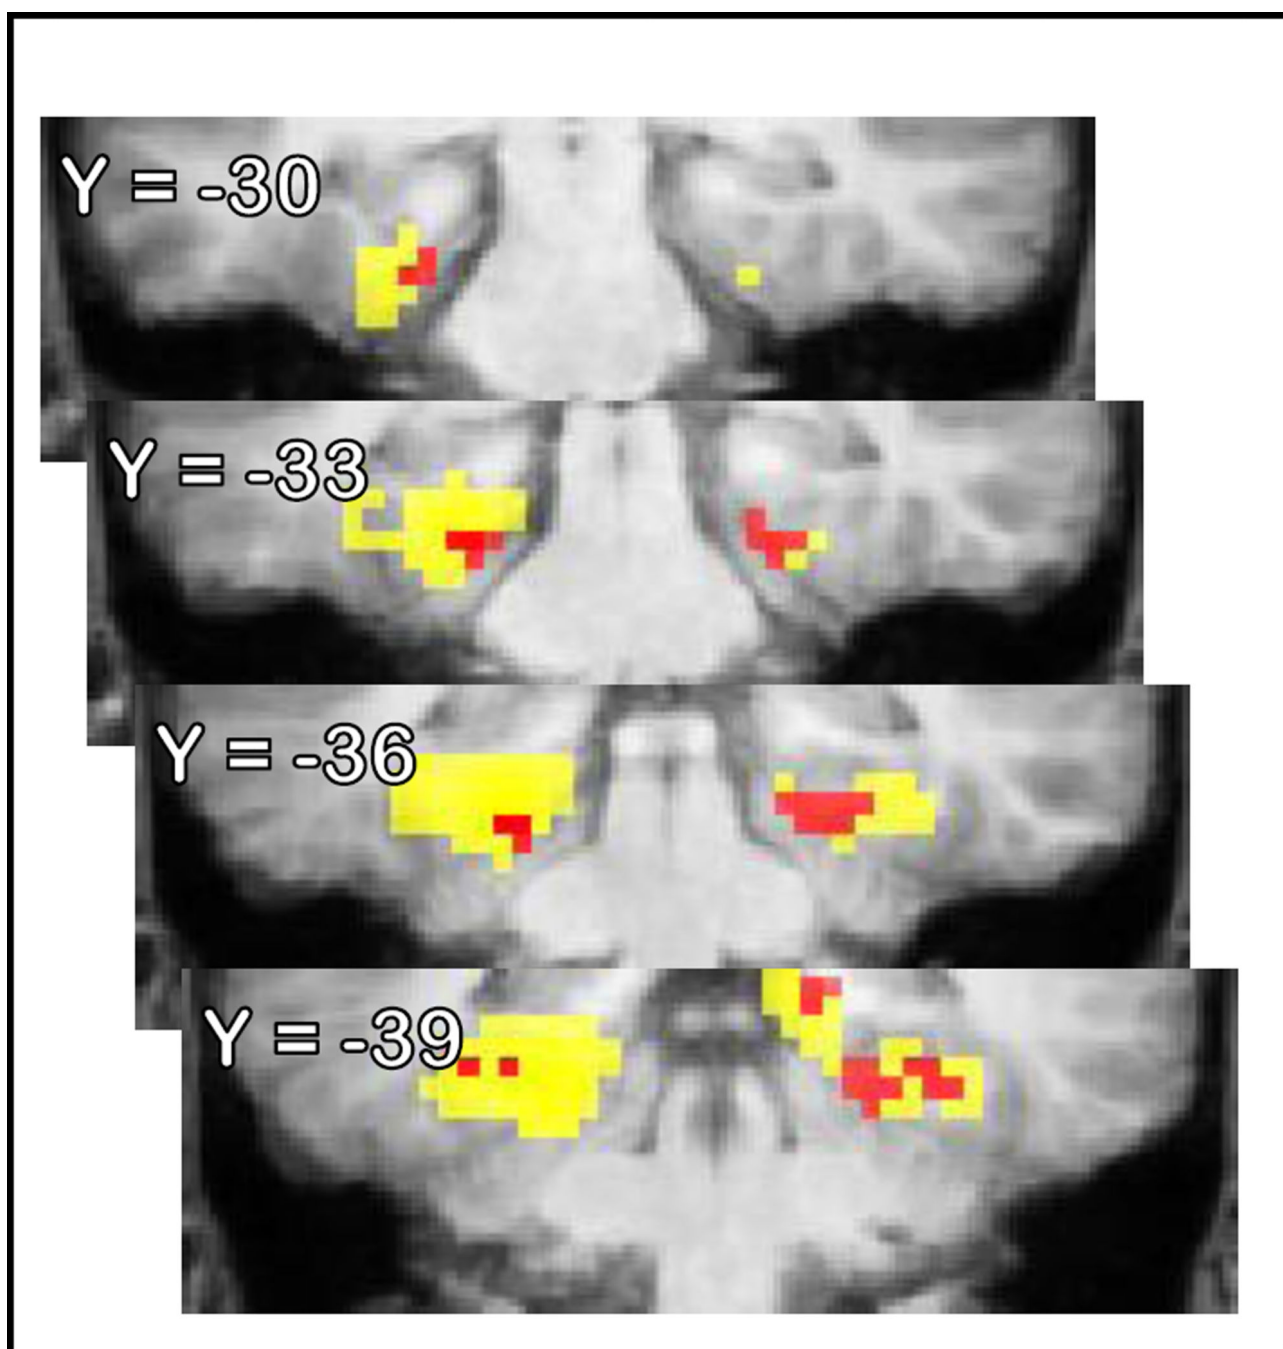 Y = -30
Y = -33
Y = -36
Y = -39